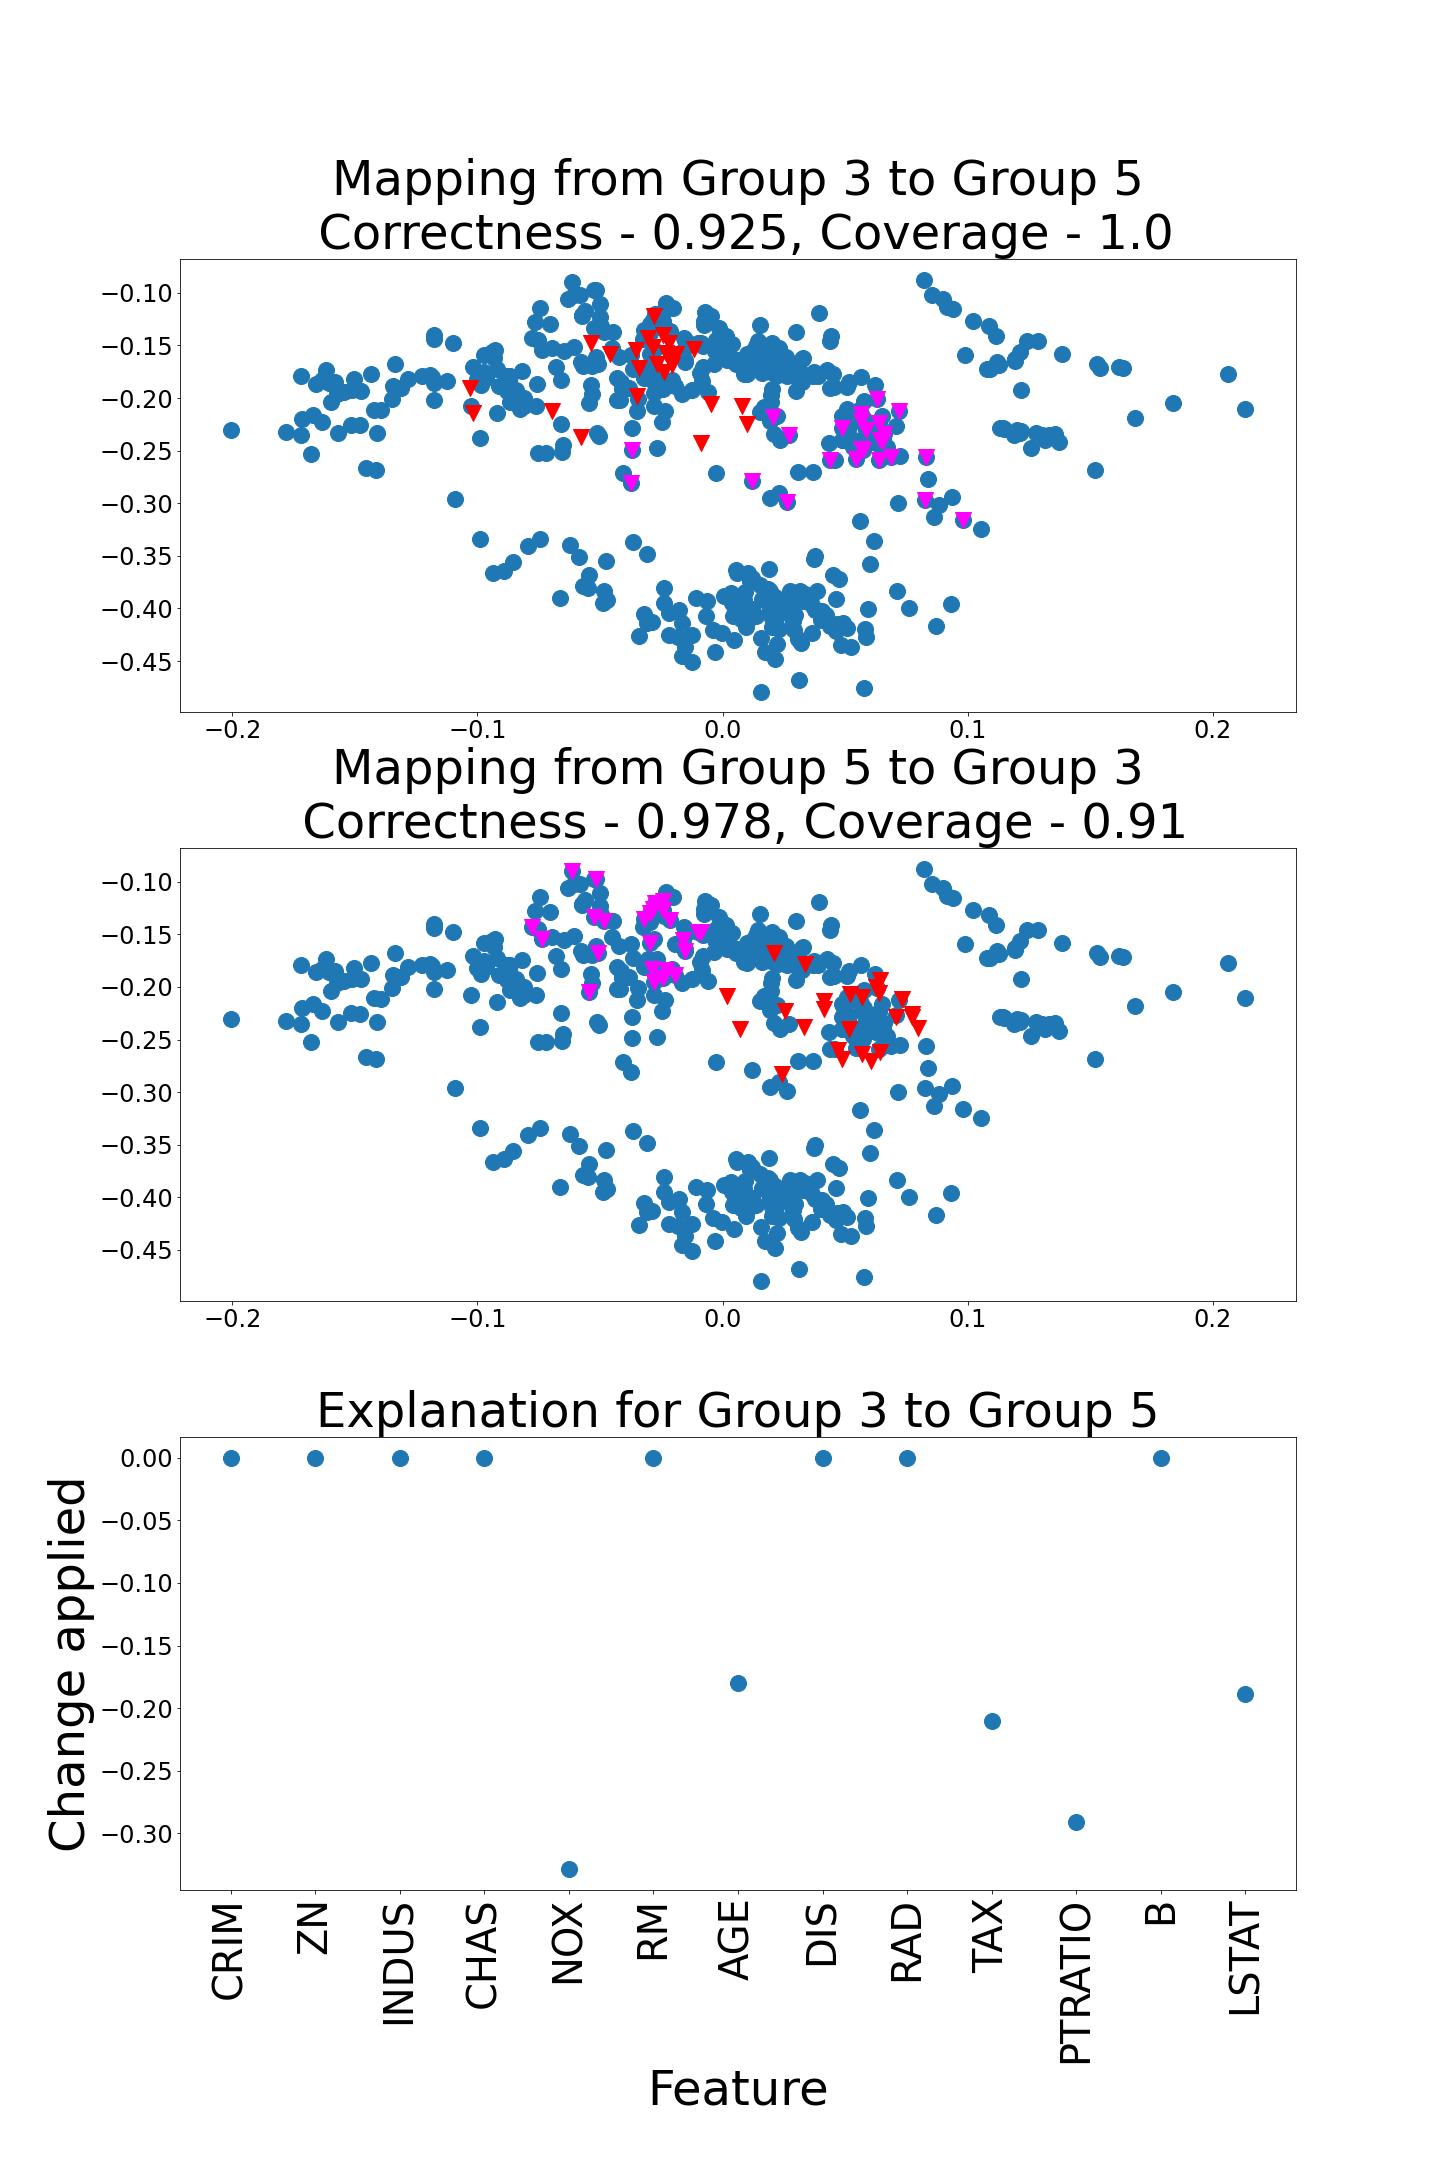 Mapping from Group 3 to Group 5
Correctness - 0.925, Coverage - 1.0
−0.10
−0.15
−0.20
−0.25
−0.30
−0.35
−0.40
−0.45
−0.2 −0.1 0.0 0.1 0.2
Mapping from Group 5 to Group 3
Correctness - 0.978, Coverage - 0.91
−0.10
−0.15
−0.20
−0.25
−0.30
−0.35
−0.40
−0.45
−0.2 −0.1 0.0 0.1 0.2
Explanation for Group 3 to Group 5
Change applied
0.00
−0.05
−0.10
−0.15
−0.20
−0.25
−0.30
CRIM
ZN
INDUS
CHAS
NOX
RM
AGE
DIS
RAD
TAX
PTRATIO
B
LSTAT
Feature